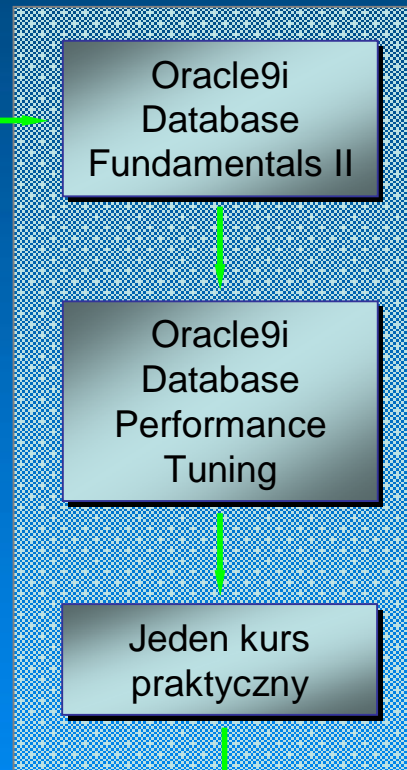 Oracle9i
Database
Fundamentals II
Oracle9i
Database
Performance
Tuning
Jeden kurs
praktyczny